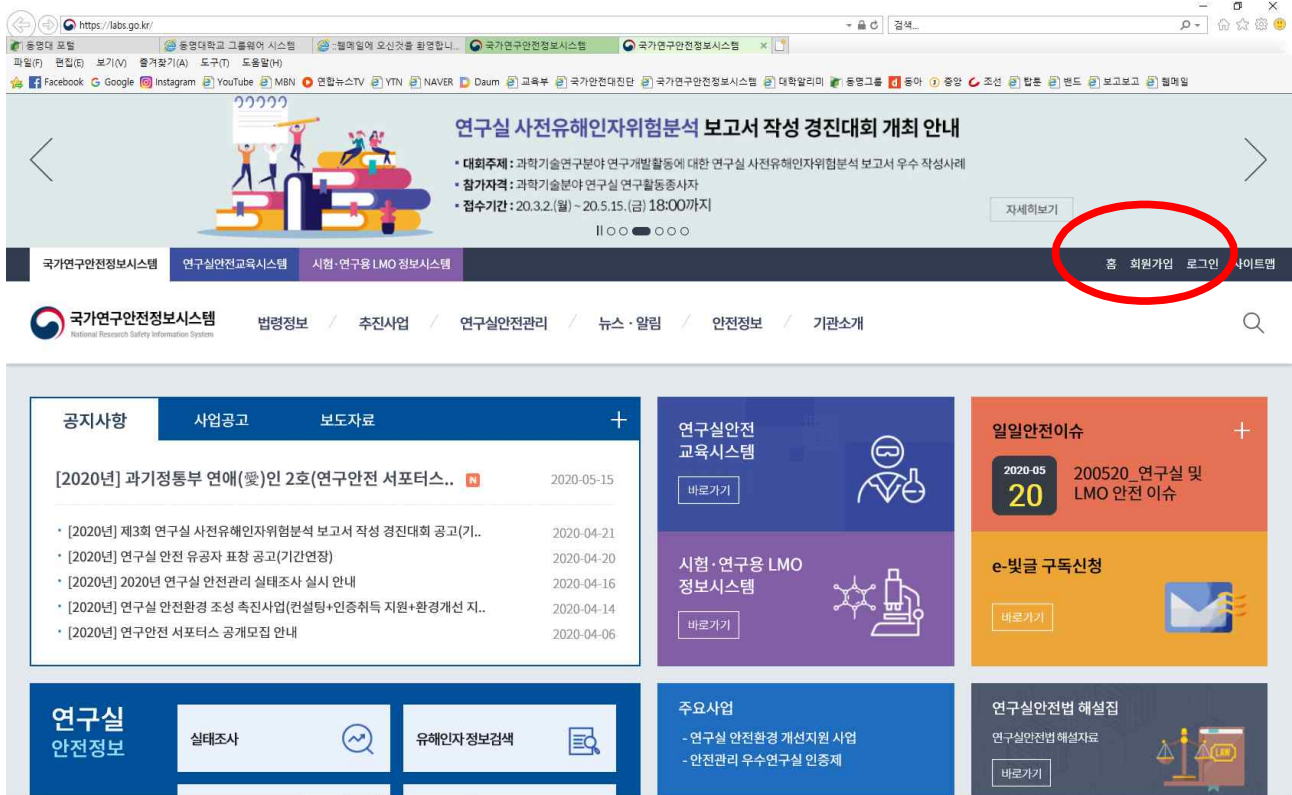 https://labs.go.kr/
검색...
동명대 포털
동명대학교 그룹웨어 시스템
::웹메일에 오신것을 환영합니...
국가연구안전정보시스템
국가연구안전정보시스템
파일(F) 편집(E) 보기(V) 즐겨찾기(A) 도구(T) 도움말(H)
Facebook Google Instagram YouTube MBN 연합뉴스TV YTN NAVER Daum 교육부 국가안전대진단 국가연구안전정보시스템 대학알리미 동명그룹 동아 중앙 조선 탑툰 밴드 보고보고 웹메일
연구실 사전유해인자위험분석 보고서 작성 경진대회 개최 안내
대회주제 : 과학기술연구분야 연구개발활동에 대한 연구실 사전유해인자위험분석 보고서 우수 작성사례
참가자격 : 과학기술분야 연구실 연구활동종사자
접수기간 : 20.3.2.(월) ~ 20.5.15.(금) 18:00까지
자세히보기
국가연구안전정보시스템 연구실안전교육시스템 시험·연구용 LMO 정보시스템
홈 회원가입 로그인 사이트맵
국가연구안전정보시스템
National Research Safety Information System
법령정보 / 추진사업 / 연구실안전관리 / 뉴스·알림 / 안전정보 / 기관소개
공지사항 사업공고 보도자료
[2020년] 과기정통부 연애(愛)인 2호(연구안전 서포터스.. N 2020-05-15
[2020년] 제3회 연구실 사전유해인자위험분석 보고서 작성 경진대회 공고(기.. 2020-04-21
[2020년] 연구실 안전 유공자 표창 공고(기간연장) 2020-04-20
[2020년] 2020년 연구실 안전관리 실태조사 실시 안내 2020-04-16
[2020년] 연구실 안전환경 조성 촉진사업(컨설팅+인증취득 지원+환경개선 지.. 2020-04-14
[2020년] 연구안전 서포터스 공개모집 안내 2020-04-06
연구실안전
교육시스템
바로가기
일일안전이슈
2020-05
20
200520_연구실 및
LMO 안전 이슈
시험·연구용 LMO
정보시스템
바로가기
e-빛글 구독신청
바로가기
연구실
안전정보
실태조사
유해인자 정보검색
주요사업
- 연구실 안전환경 개선지원 사업
- 안전관리 우수연구실 인증제
연구실안전법 해설집
연구실안전법 해설자료
바로가기
LAW